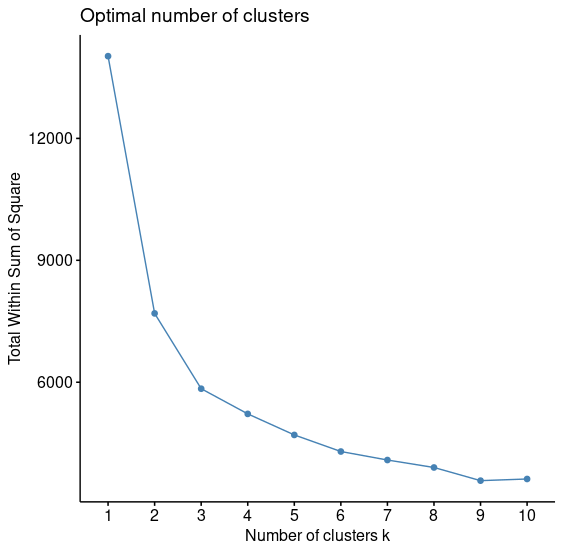 Optimal number of clusters
Total Within Sum of Square
12000
9000
6000
1 2 3 4 5 6 7 8 9 10
Number of clusters k